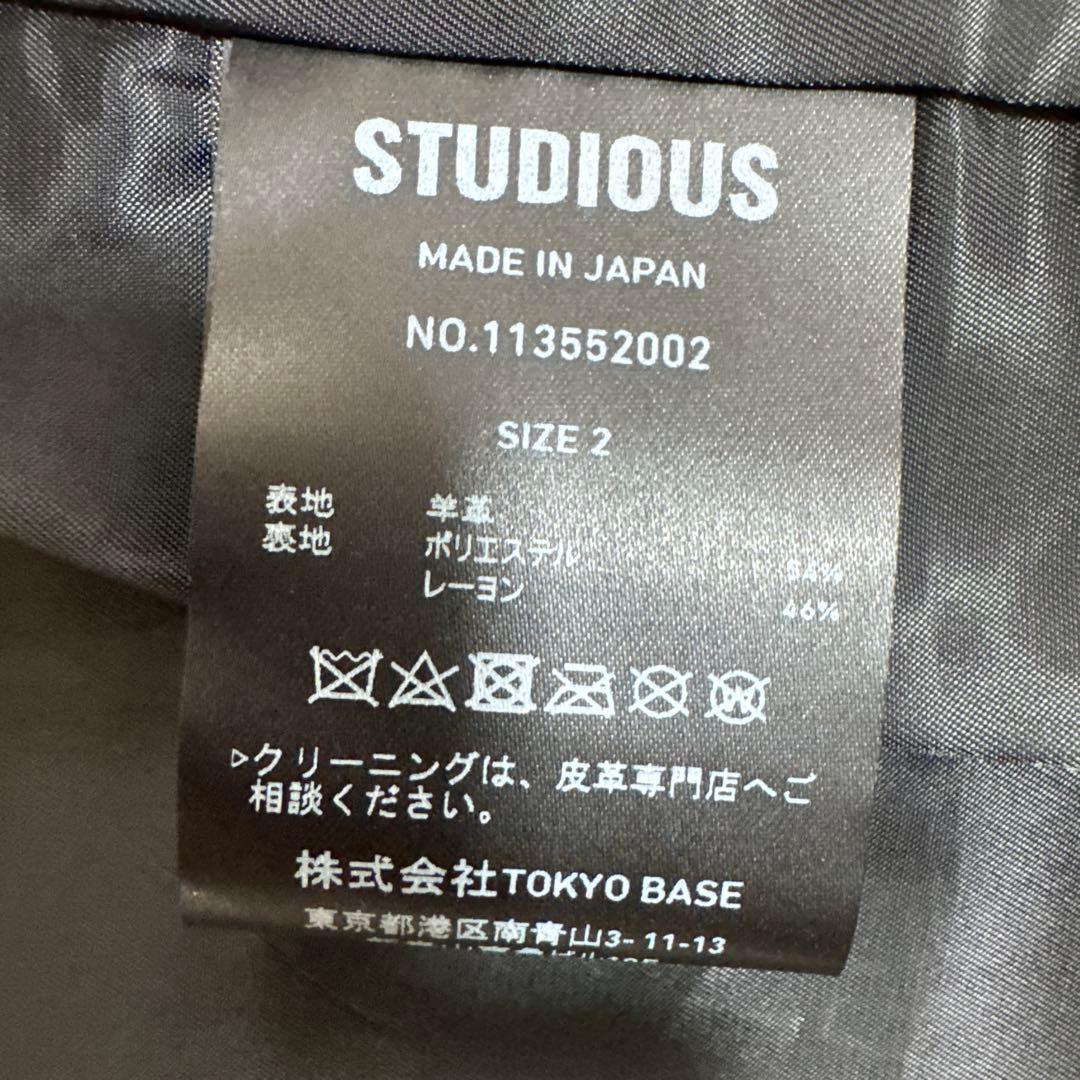 STUDIOUS
MADE IN JAPAN
NO.113552002
SIZE 2
表地 羊革
裏地 ポリエステル 54%
レーヨン 46%
▷クリーニングは、皮革専門店へご
相談ください。
株式会社TOKYO BASE
東京都港区南青山3-11-13